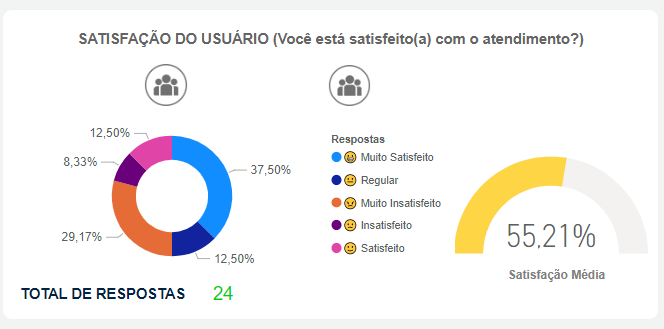 SATISFAÇÃO DO USUÁRIO (Você está satisfeito(a) com o atendimento?)
12,50%
8,33%
37,50%
29,17%
12,50%
Respostas
Muito Satisfeito
Regular
Muito Insatisfeito
Insatisfeito
Satisfeito
55,21%
Satisfação Média
TOTAL DE RESPOSTAS 24